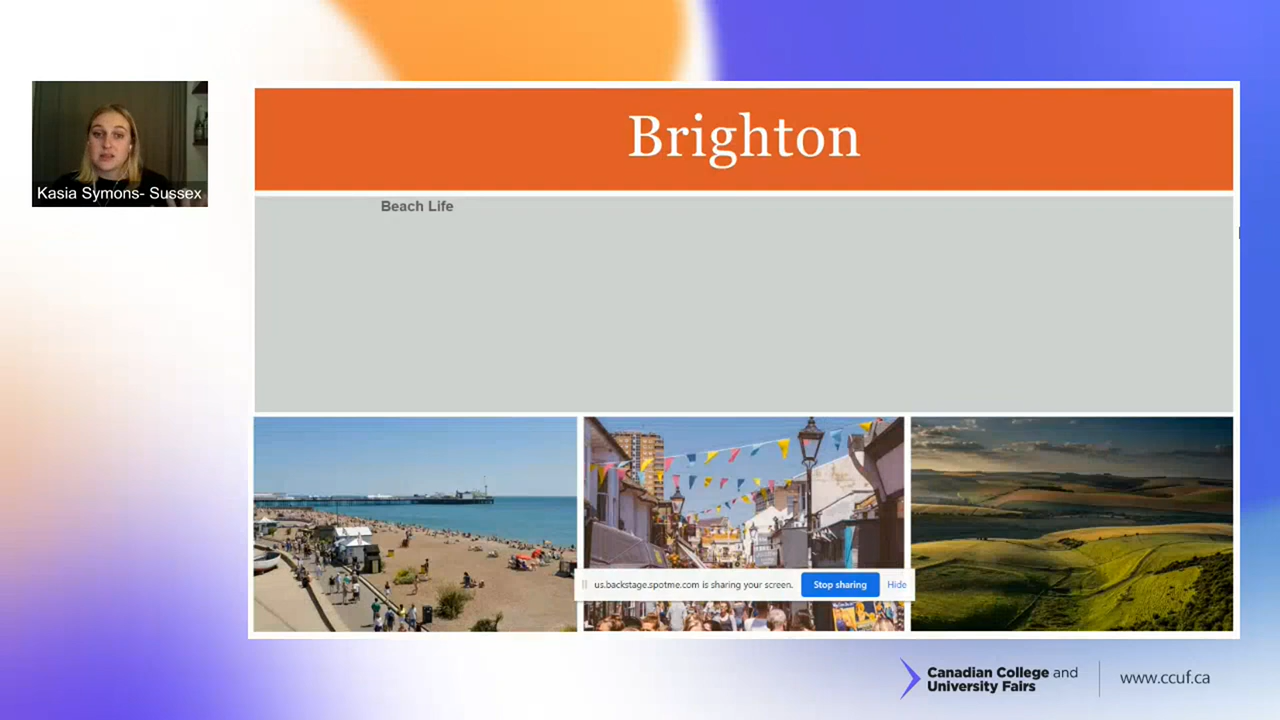 Brighton
Kasia Symons- Sussex
Beach Life
us.backstage.spotme.com is sharing your screen.
Stop sharing
Hide
Canadian College and
University Fairs
www.ccuf.ca